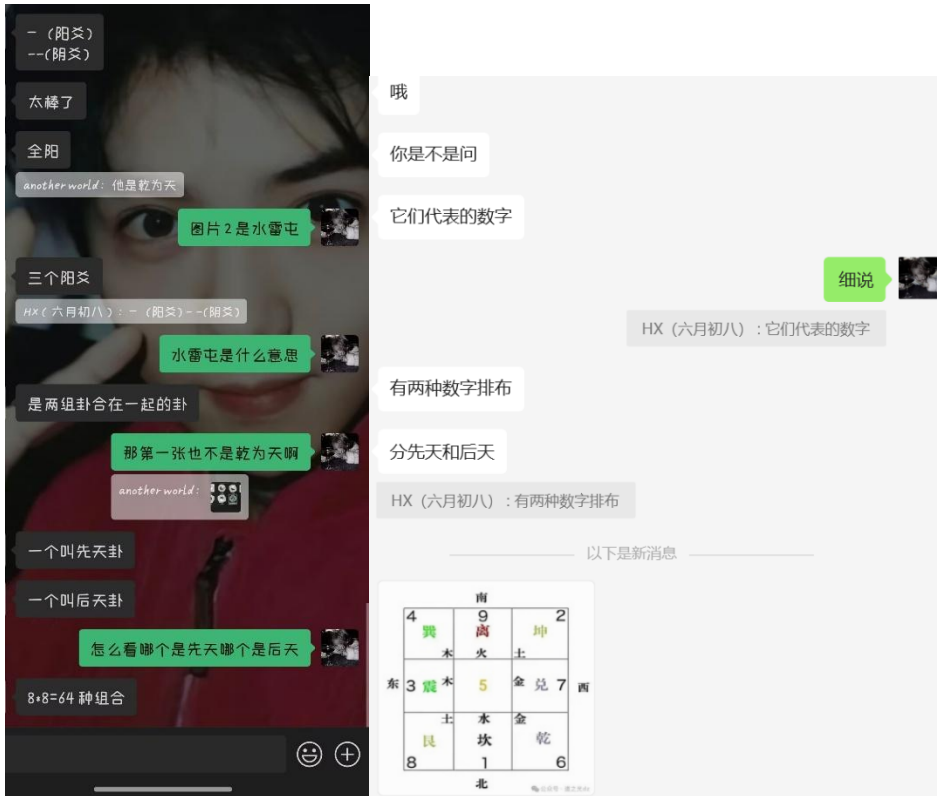 - (阳爻)
--(阴爻)
太棒了
全阳
another world：他是乾为天
图片2是水雷屯
三个阳爻
HX（六月初八）：- (阳爻)--(阴爻)
水雷屯是什么意思
是两组卦合在一起的卦
那第一张也不是乾为天啊
another world：
一个叫先天卦
一个叫后天卦
怎么看哪个是先天哪个是后天
8*8=64 种组合
哦
你是不是问
它们代表的数字
细说
HX（六月初八）: 它们代表的数字
有两种数字排布
分先天和后天
HX（六月初八）: 有两种数字排布
以下是新消息
南
4 9 2
巽 离 坤
木 火 土
东 3 震 木 5 金 兑 7 西
土 水 金
艮 坎 乾
8 1 6
北